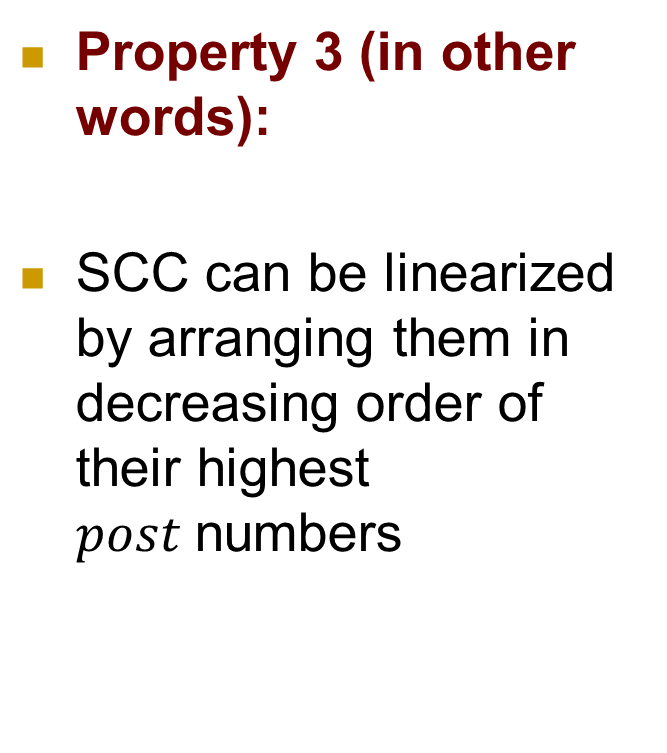 Property 3 (in other
words):
SCC can be linearized
by arranging them in
decreasing order of
their highest
post numbers